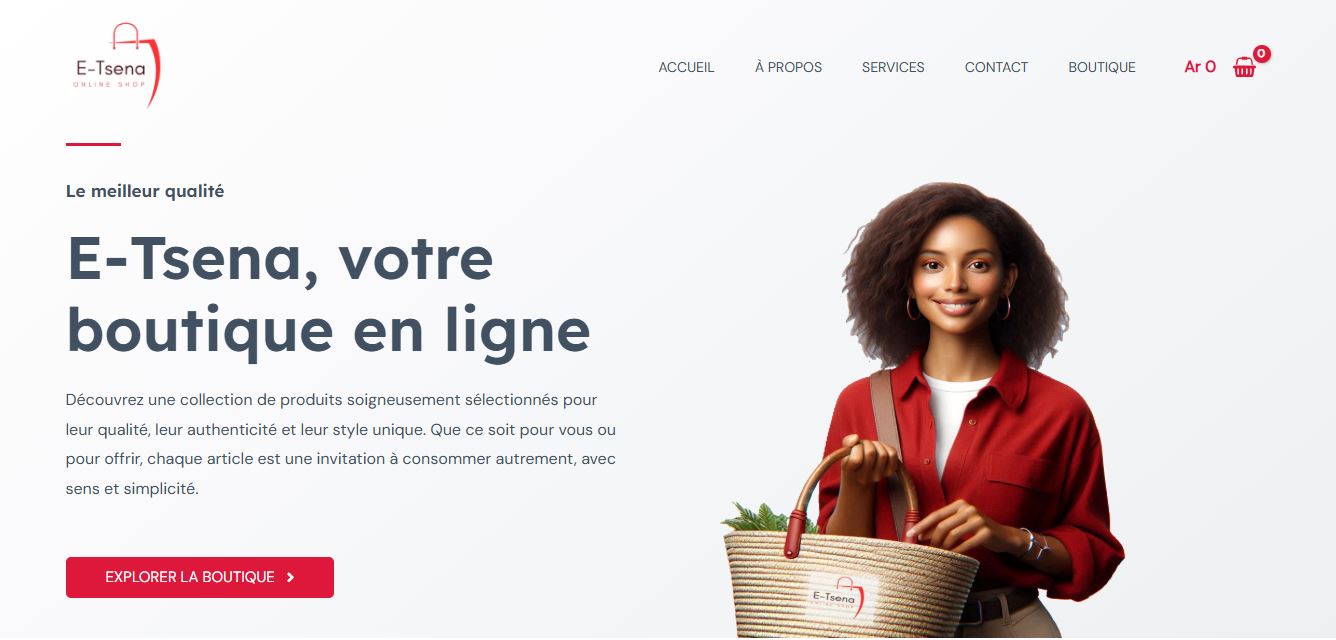 E-Tsena
ONLINE SHOP
ACCUEIL
À PROPOS
SERVICES
CONTACT
BOUTIQUE
Ar 0
0
Le meilleur qualité
E-Tsena, votre
boutique en ligne
Découvrez une collection de produits soigneusement sélectionnés pour
leur qualité, leur authenticité et leur style unique. Que ce soit pour vous ou
pour offrir, chaque article est une invitation à consommer autrement, avec
sens et simplicité.
EXPLORER LA BOUTIQUE
E-Tsena
ONLINE SHOP